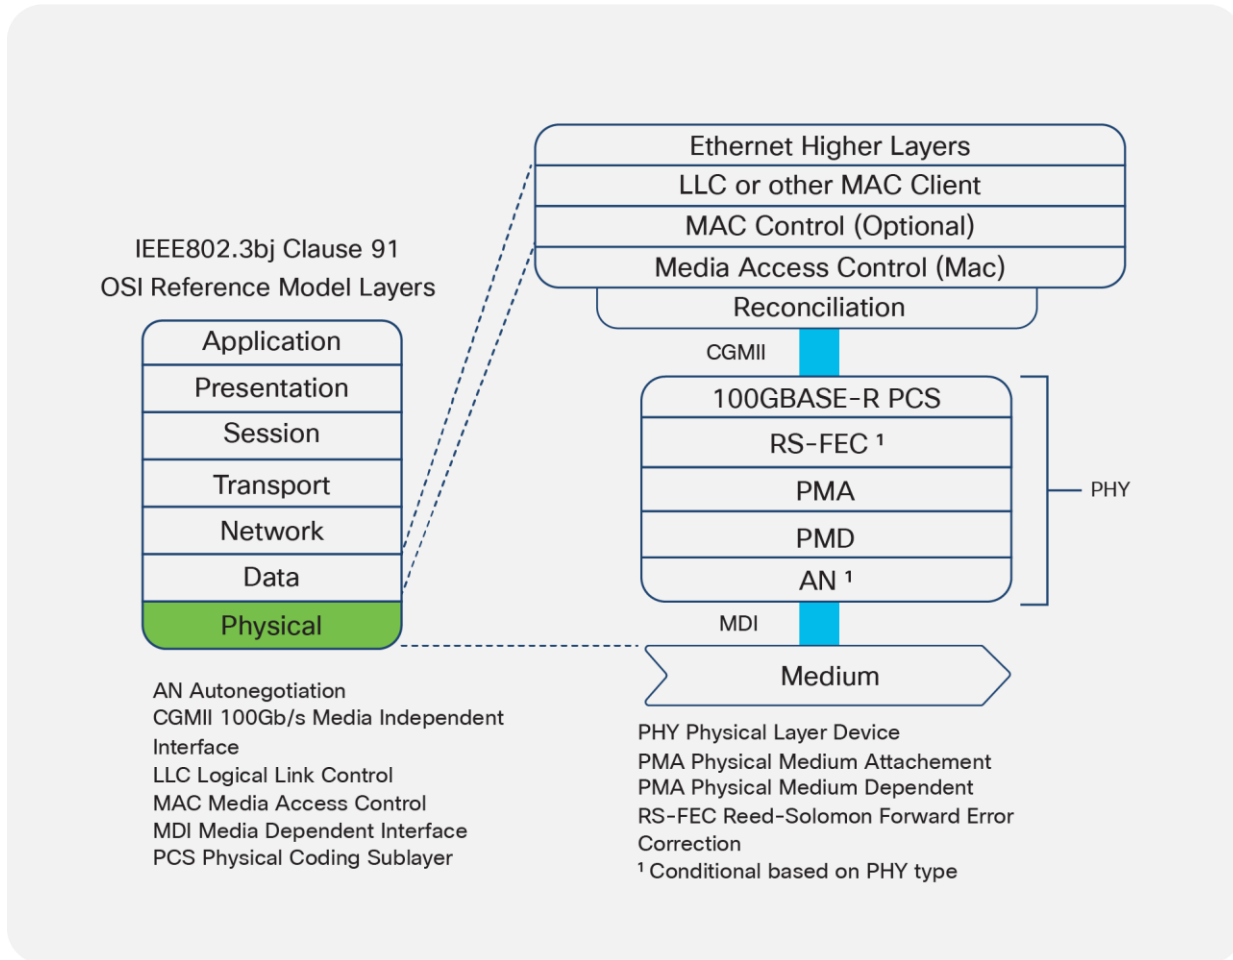 IEEE802.3bj Clause 91
OSI Reference Model Layers
Application
Presentation
Session
Transport
Network
Data
Physical
AN Autonegotiation
CGMII 100Gb/s Media Independent
Interface
LLC Logical Link Control
MAC Media Access Control
MDI Media Dependent Interface
PCS Physical Coding Sublayer
Ethernet Higher Layers
LLC or other MAC Client
MAC Control (Optional)
Media Access Control (Mac)
Reconciliation
CGMII
100GBASE-R PCS
RS-FEC ¹
PMA
PMD
AN ¹
PHY
MDI
Medium
PHY Physical Layer Device
PMA Physical Medium Attachement
PMA Physical Medium Dependent
RS-FEC Reed-Solomon Forward Error
Correction
¹ Conditional based on PHY type